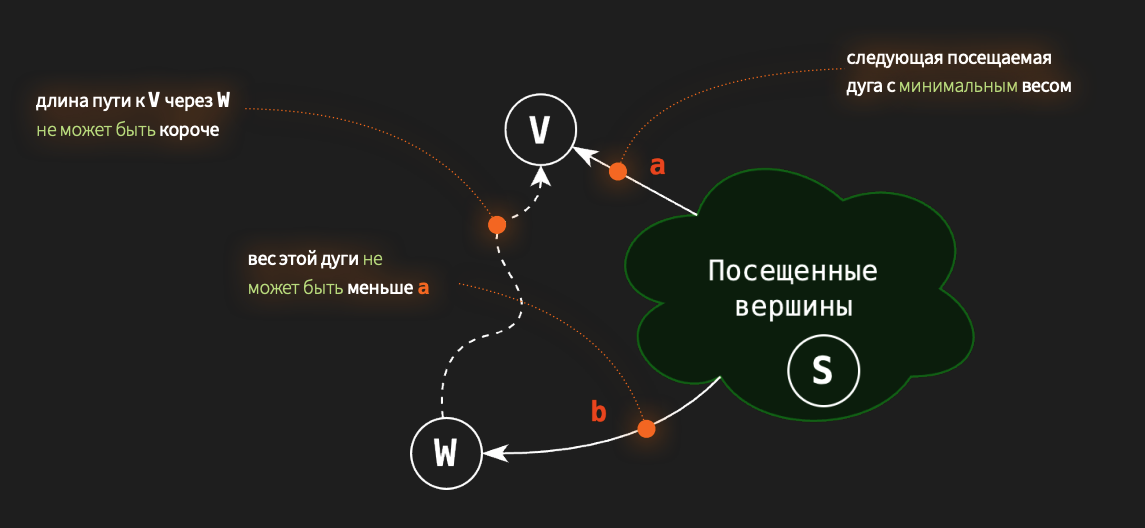 следующая посещаемая
дуга с минимальным весом
длина пути к V через W
не может быть короче
V
a
вес этой дуги не
может быть меньше a
Посещенные
вершины
S
b
W